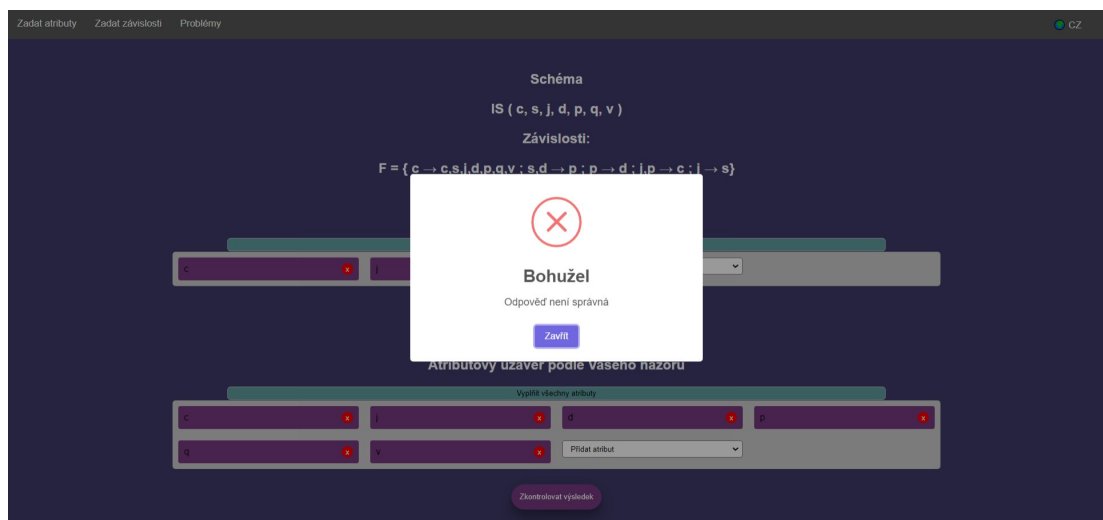 Zadat atributy Zadat závislosti Problémy CZ
Schéma
IS ( c, s, j, d, p, q, v )
Závislosti:
F = { c → c,s,j,d,p,q,v ; s,d → p ; p → d ; j,p → c ; j → s}
c x j
Bohužel
Odpověď není správná
Zavřít
Atributový uzávěr podle Vašeho názoru
Vyplňit všechny atributy
c x j x d x p x
q x v x Přidat atribut
Zkontrolovat výsledek